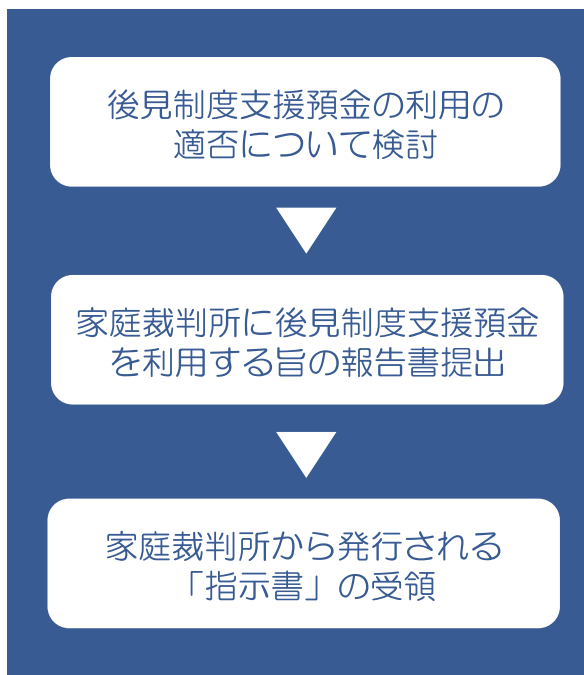 後見制度支援預金の利用の
適否について検討
家庭裁判所に後見制度支援預金
を利用する旨の報告書提出
家庭裁判所から発行される
「指示書」の受領